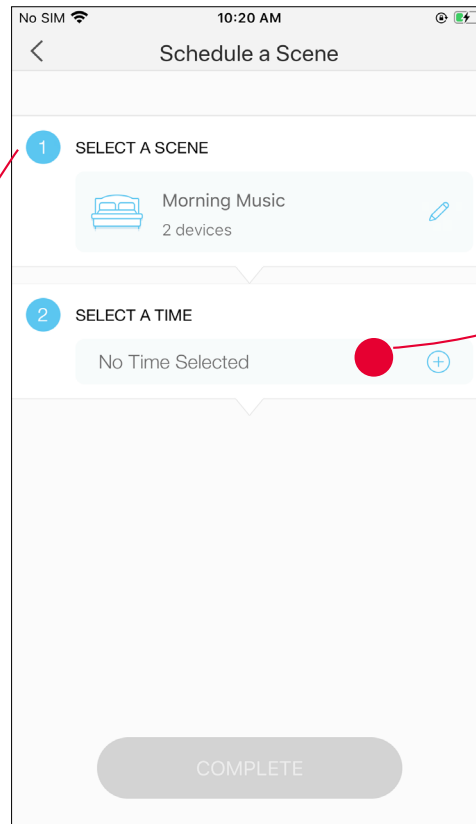 No SIM 10:20 AM
Schedule a Scene
1 SELECT A SCENE
Morning Music
2 devices
2 SELECT A TIME
No Time Selected
COMPLETE